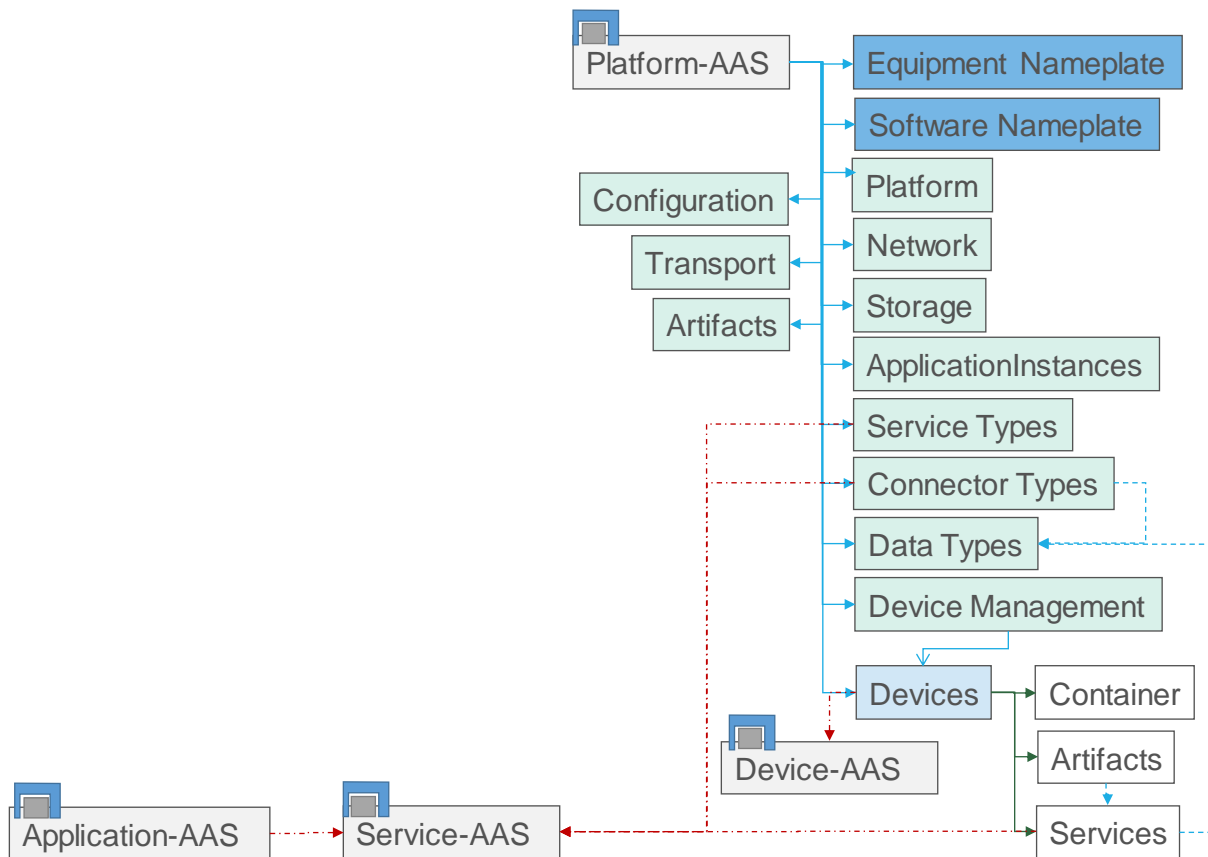 Platform-AAS
Equipment Nameplate
Software Nameplate
Platform
Configuration
Network
Transport
Storage
Artifacts
ApplicationInstances
Service Types
Connector Types
Data Types
Device Management
Devices
Container
Device-AAS
Artifacts
Application-AAS
Service-AAS
Services